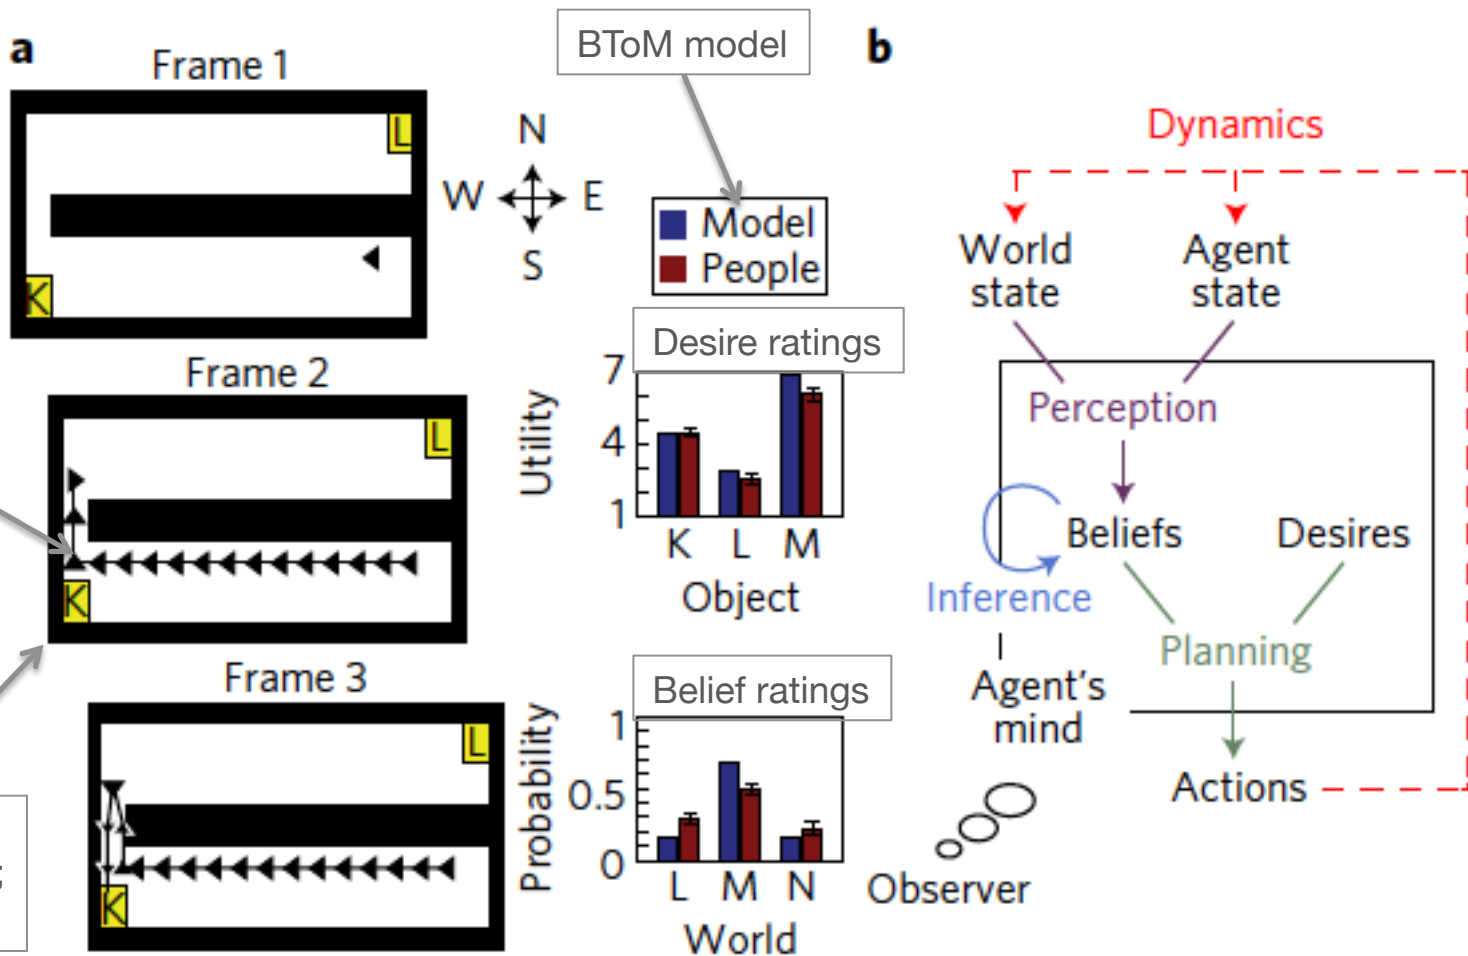 a
Frame 1
L
K
N
W E
S
BToM model
Model
People
Frame 2
L
K
Desire ratings
Utility
7
4
1
K L M
Object
Frame 3
L
K
Belief ratings
Probability
1
0.5
0
L M N
World
;
b
Dynamics
World
state
Agent
state
Perception
Beliefs
Desires
Inference
Planning
Agent's
mind
Actions
Observer